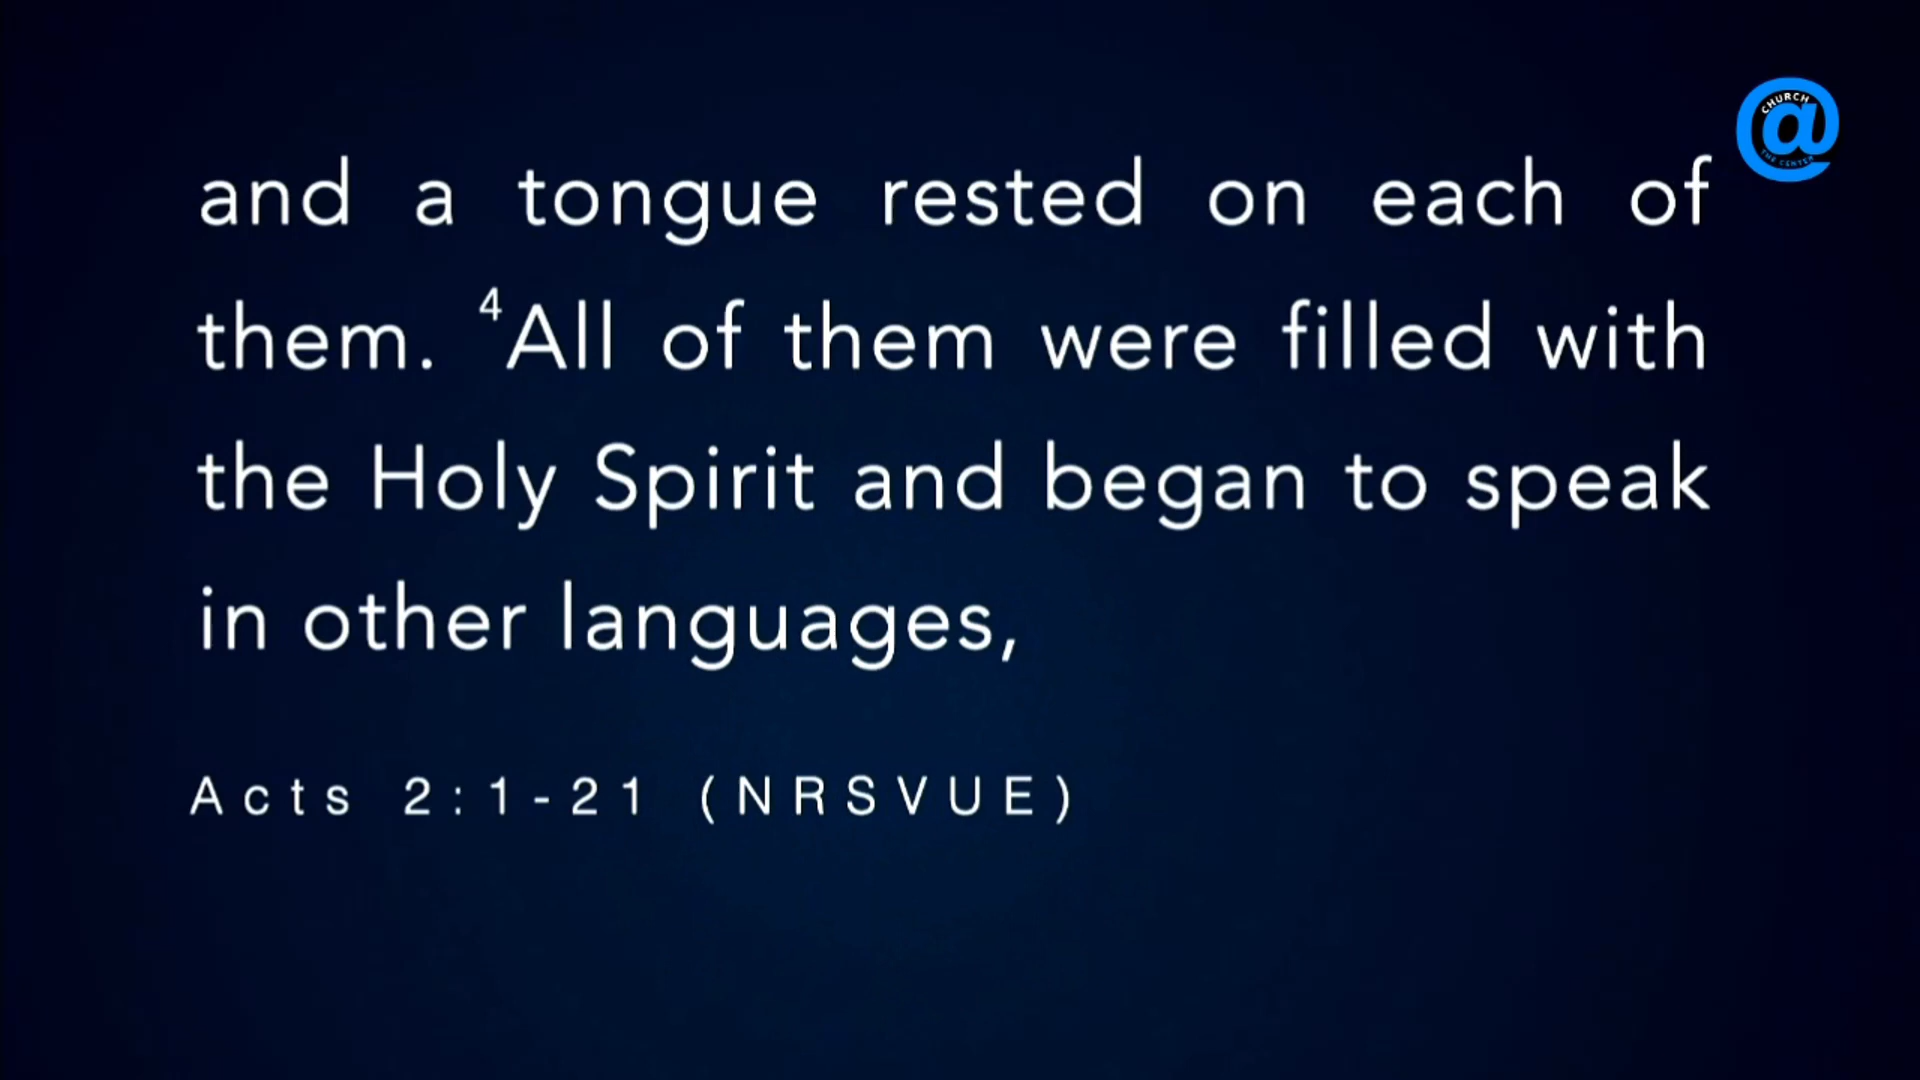 CHURCH
@
THE CENTER
and a tongue rested on each of
them. ⁴All of them were filled with
the Holy Spirit and began to speak
in other languages,
Acts 2:1-21 (NRSVUE)